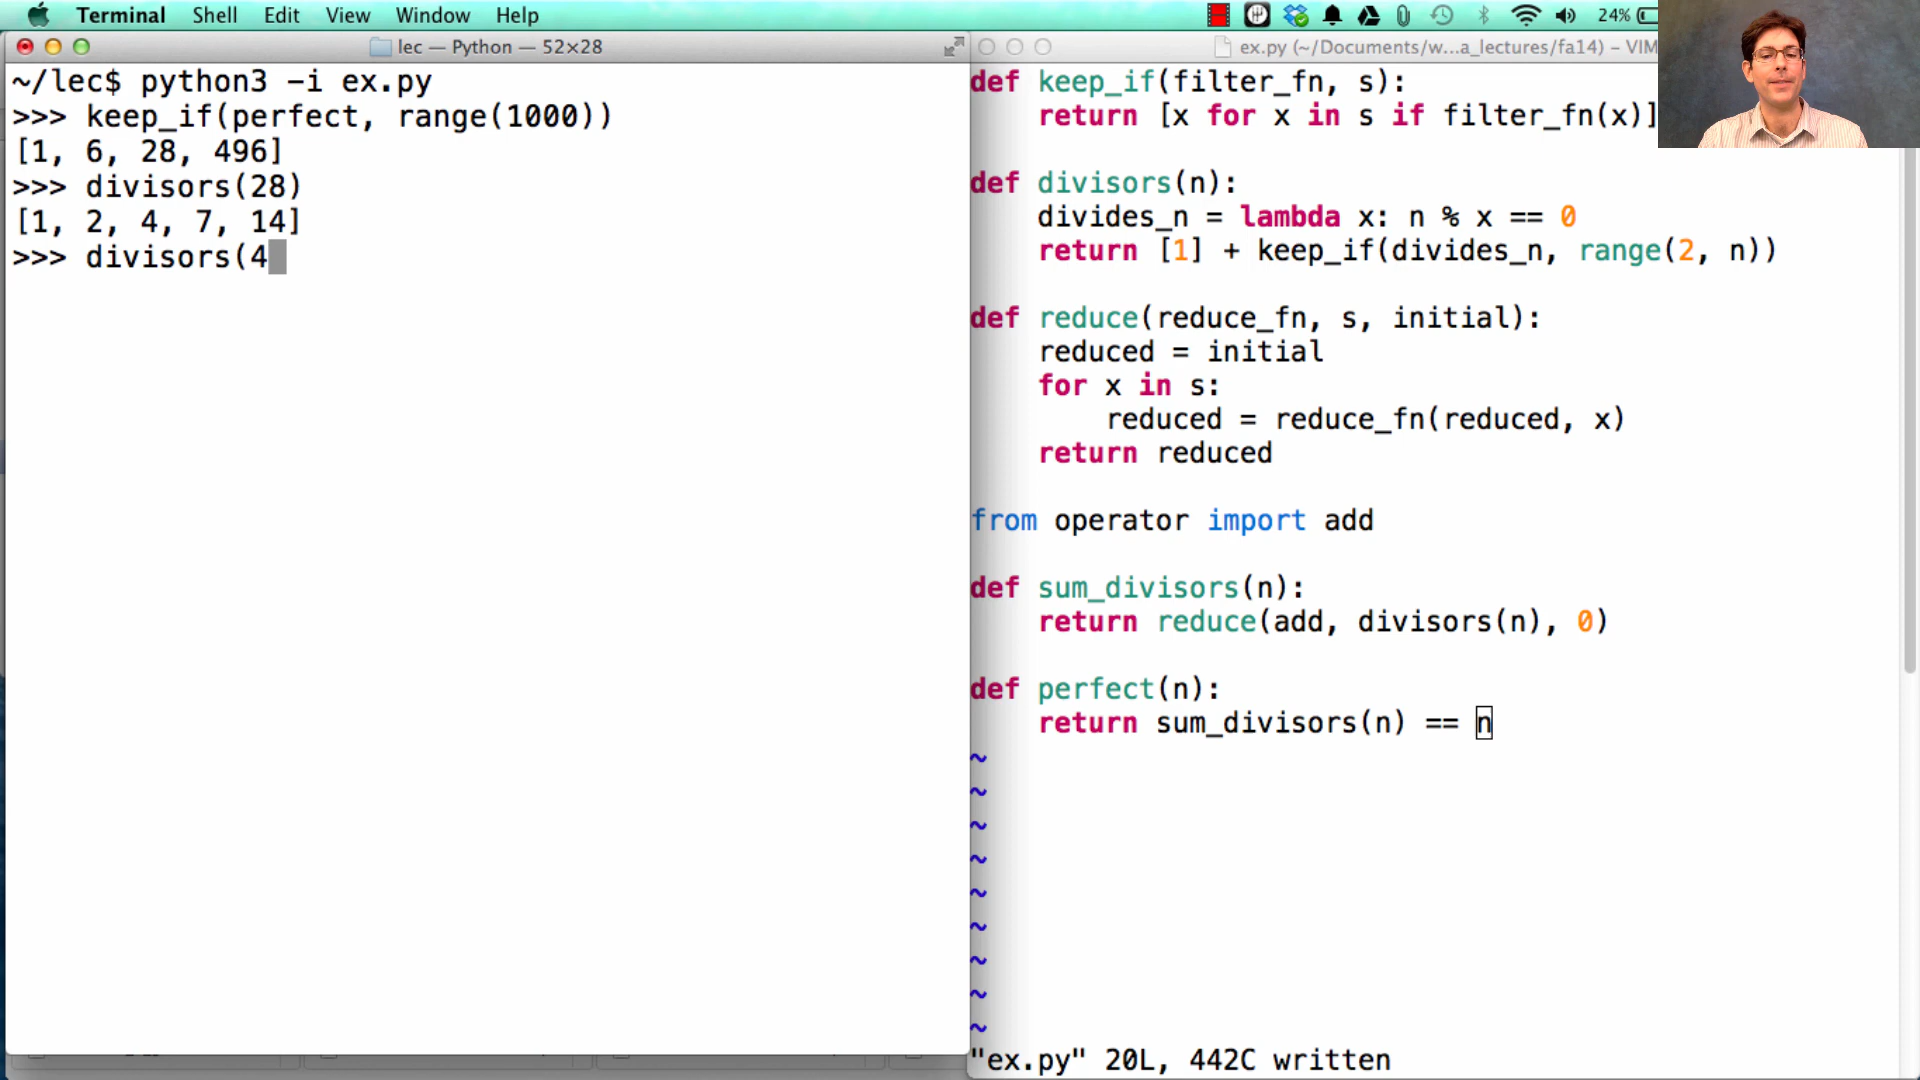 Terminal Shell Edit View Window Help 24%
lec — Python — 52×28
~/lec$ python3 -i ex.py
>>> keep_if(perfect, range(1000))
[1, 6, 28, 496]
>>> divisors(28)
[1, 2, 4, 7, 14]
>>> divisors(4
ex.py (~/Documents/w...a_lectures/fa14) – VIM
def keep_if(filter_fn, s):
    return [x for x in s if filter_fn(x)]
def divisors(n):
    divides_n = lambda x: n % x == 0
    return [1] + keep_if(divides_n, range(2, n))
def reduce(reduce_fn, s, initial):
    reduced = initial
    for x in s:
        reduced = reduce_fn(reduced, x)
    return reduced
from operator import add
def sum_divisors(n):
    return reduce(add, divisors(n), 0)
def perfect(n):
    return sum_divisors(n) == n
~
~
~
~
~
~
~
~
~
"ex.py" 20L, 442C written